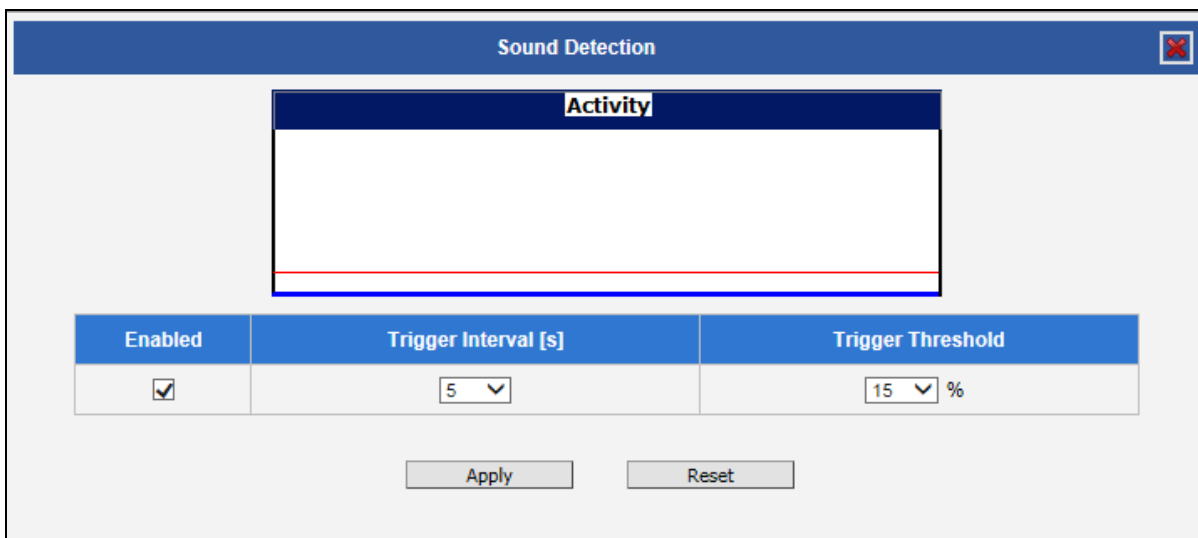 Sound Detection
Activity
Enabled Trigger Interval [s] Trigger Threshold
5 15 %
Apply Reset